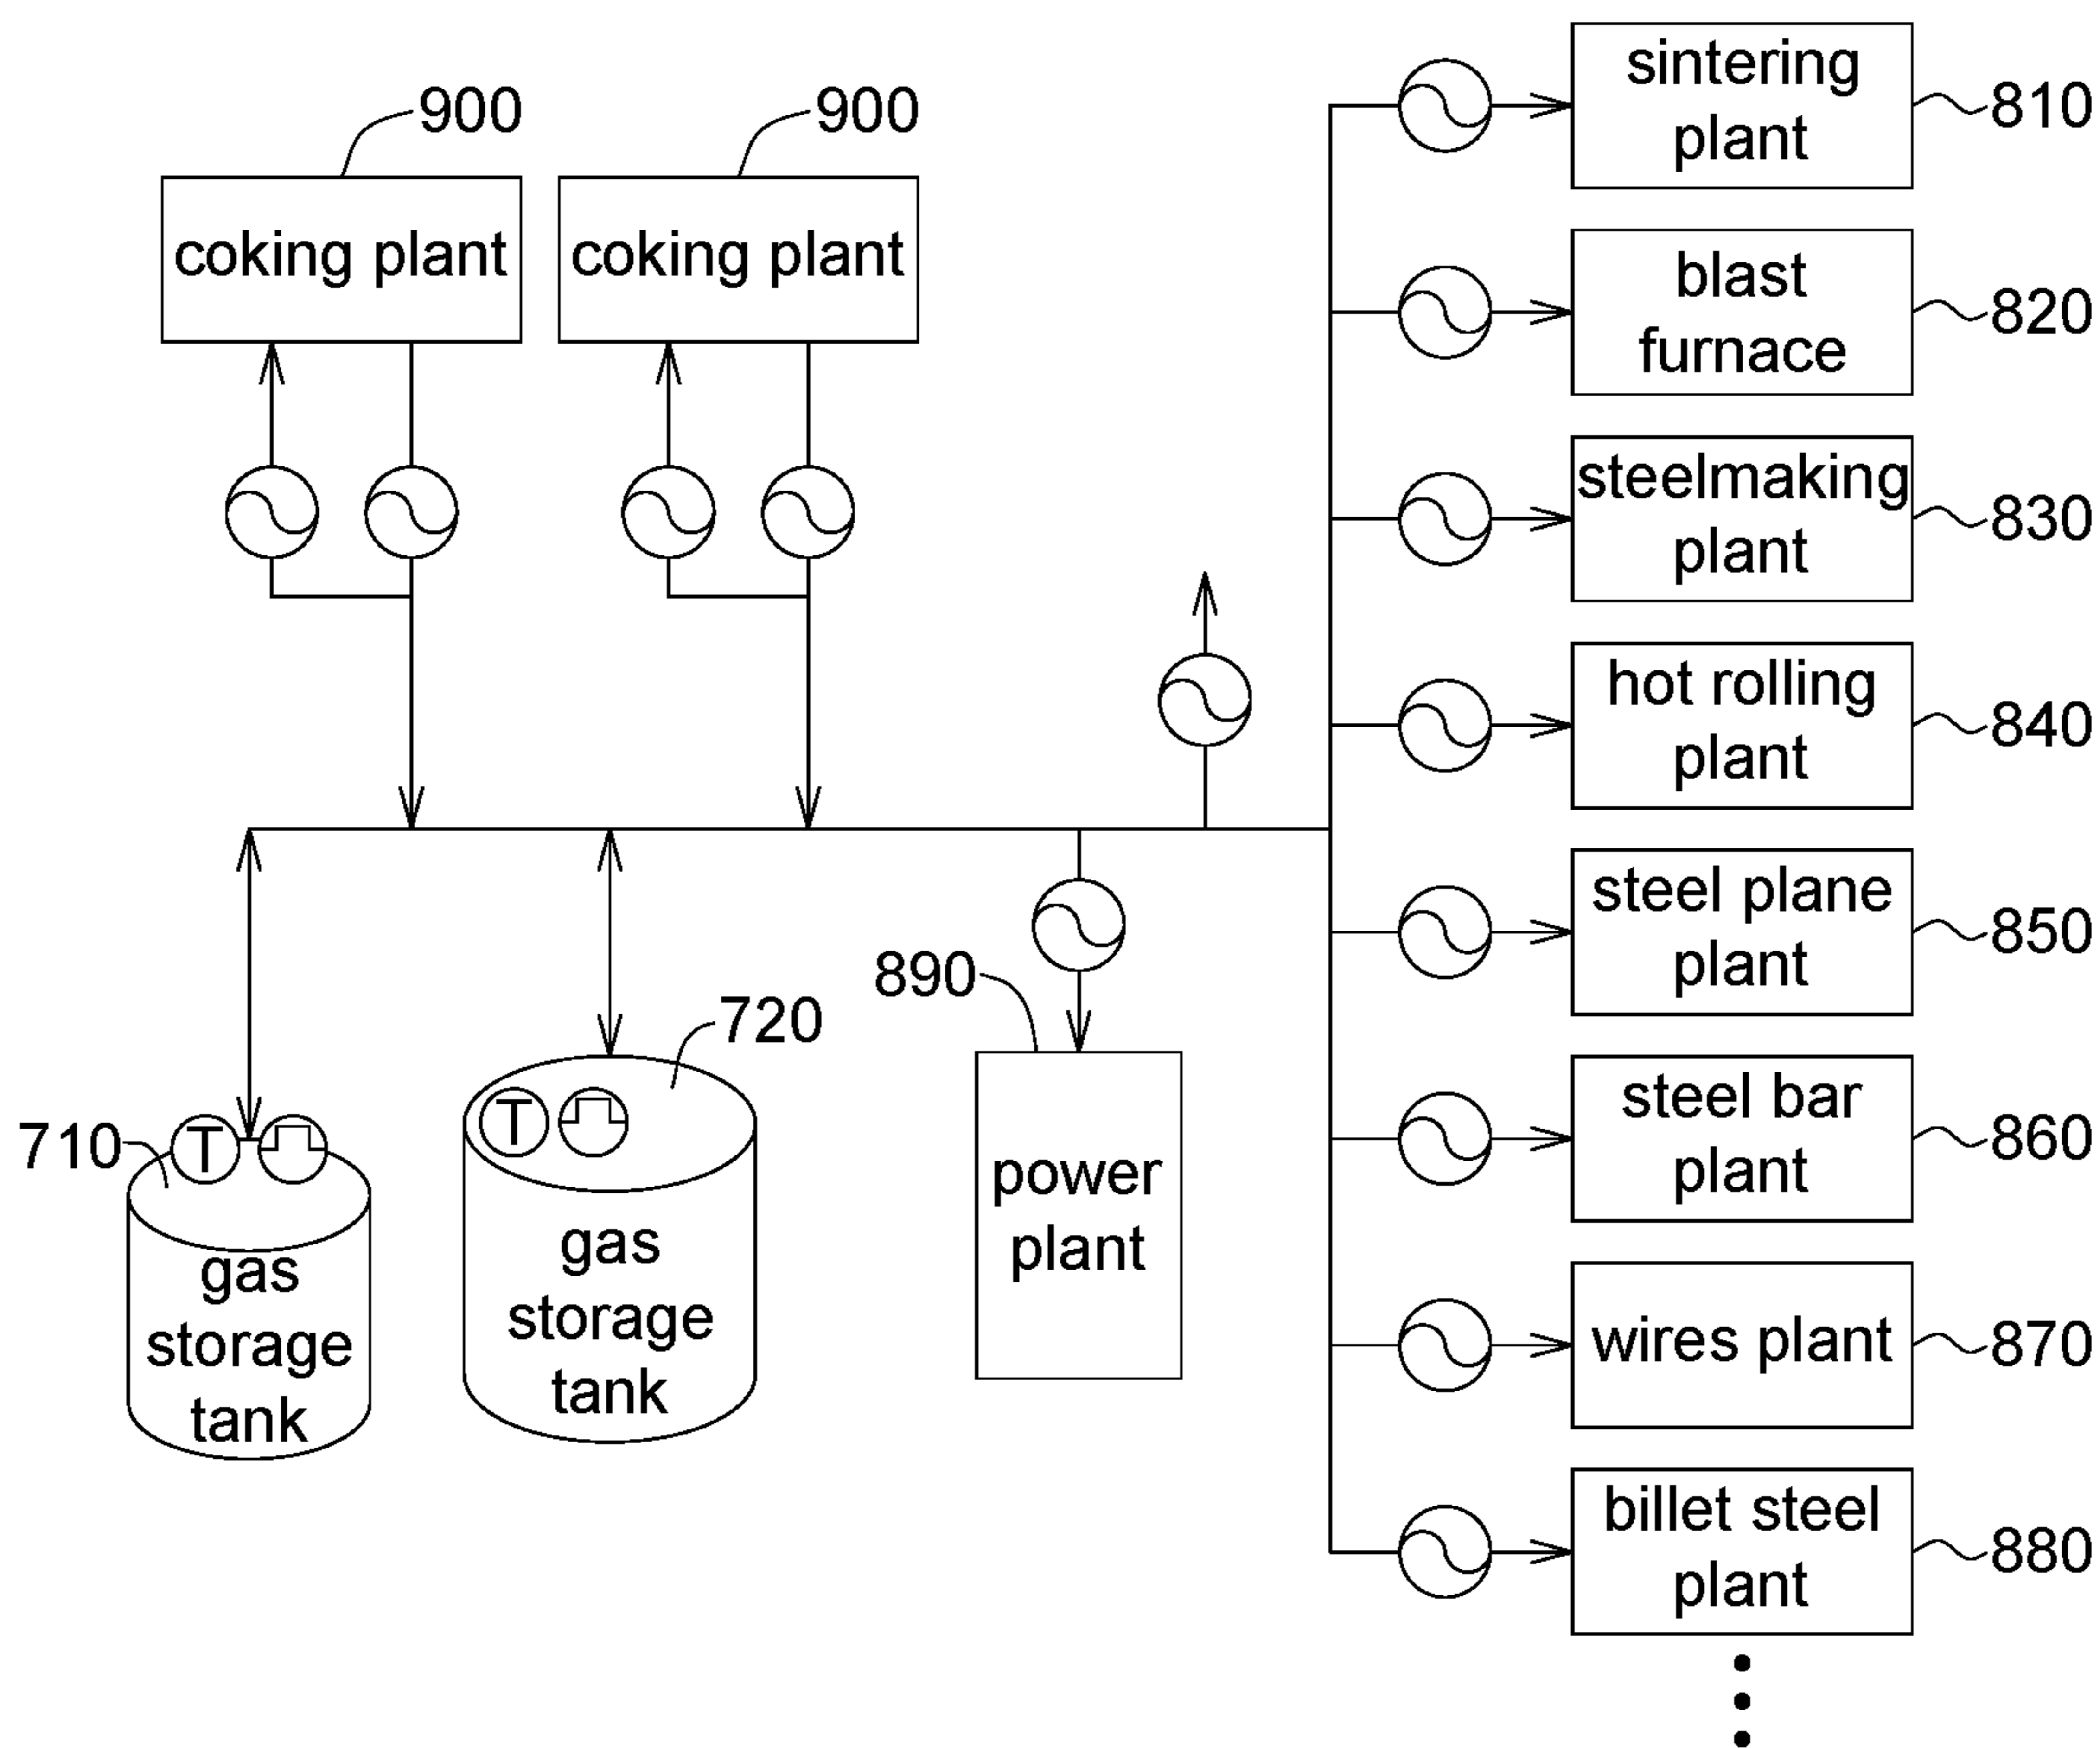 900
900
coking plant
coking plant
sintering
plant
810
blast
furnace
820
steelmaking
plant
830
hot rolling
plant
840
steel plane
plant
850
steel bar
plant
860
wires plant
870
billet steel
plant
880
890
power
plant
720
T
gas
storage
tank
710
T
gas
storage
tank